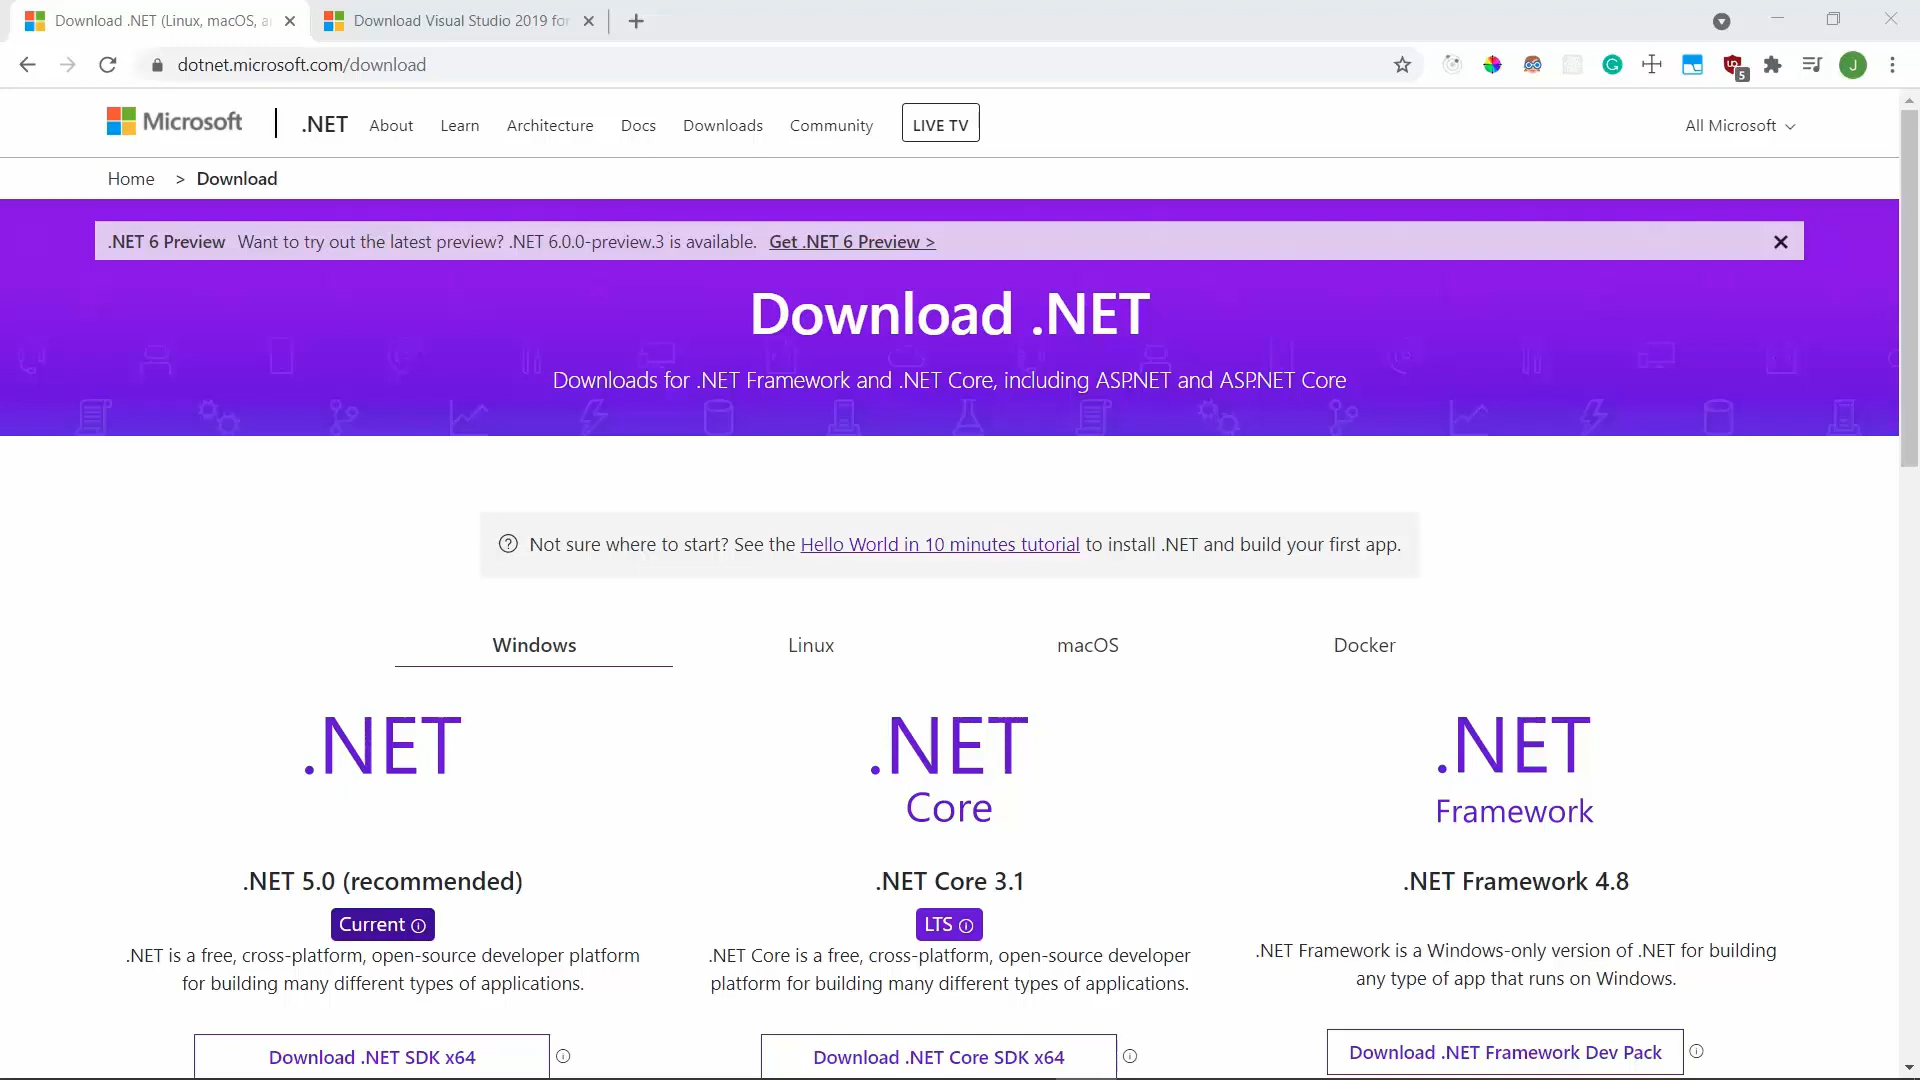 Download .NET (Linux, macOS, a
Download Visual Studio 2019 for
dotnet.microsoft.com/download
5
J
Microsoft
.NET
About
Learn
Architecture
Docs
Downloads
Community
LIVE TV
All Microsoft
Home > Download
.NET 6 Preview Want to try out the latest preview? .NET 6.0.0-preview.3 is available. Get .NET 6 Preview >
Download .NET
Downloads for .NET Framework and .NET Core, including ASP.NET and ASP.NET Core
Not sure where to start? See the Hello World in 10 minutes tutorial to install .NET and build your first app.
Windows
Linux
macOS
Docker
.NET
.NET 5.0 (recommended)
Current
.NET is a free, cross-platform, open-source developer platform
for building many different types of applications.
Download .NET SDK x64
.NET
Core
.NET Core 3.1
LTS
.NET Core is a free, cross-platform, open-source developer
platform for building many different types of applications.
Download .NET Core SDK x64
.NET
Framework
.NET Framework 4.8
.NET Framework is a Windows-only version of .NET for building
any type of app that runs on Windows.
Download .NET Framework Dev Pack